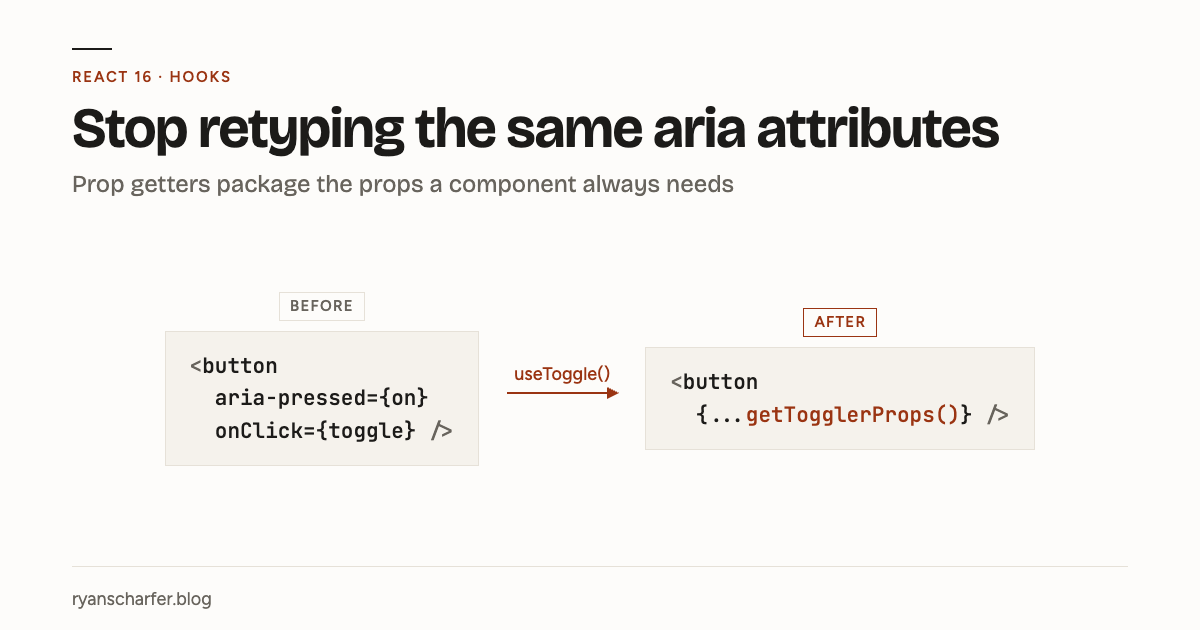 REACT 16 · HOOKS
Stop retyping the same aria attributes
Prop getters package the props a component always needs
BEFORE
<button
  aria-pressed={on}
  onClick={toggle} />
useToggle()
AFTER
<button
  {...getTogglerProps()} />
ryanscharfer.blog